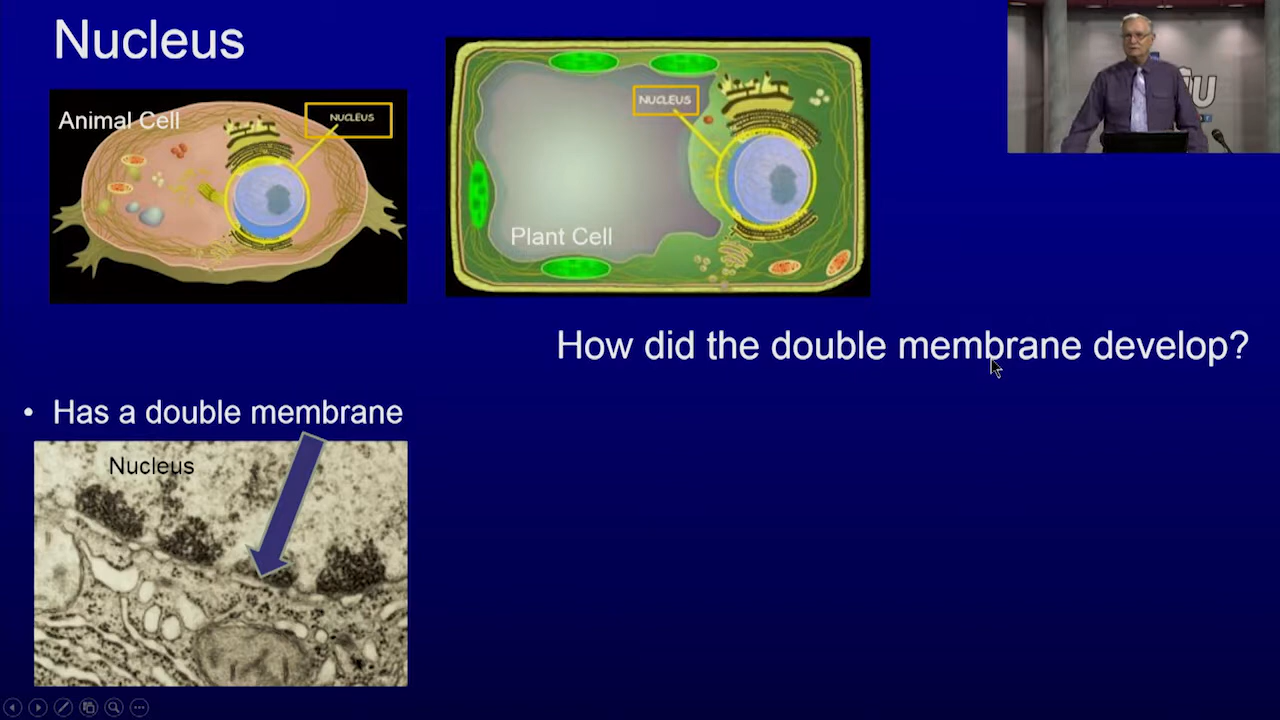 Nucleus
Animal Cell
NUCLEUS
NUCLEUS
Plant Cell
How did the double membrane develop?
• Has a double membrane
Nucleus